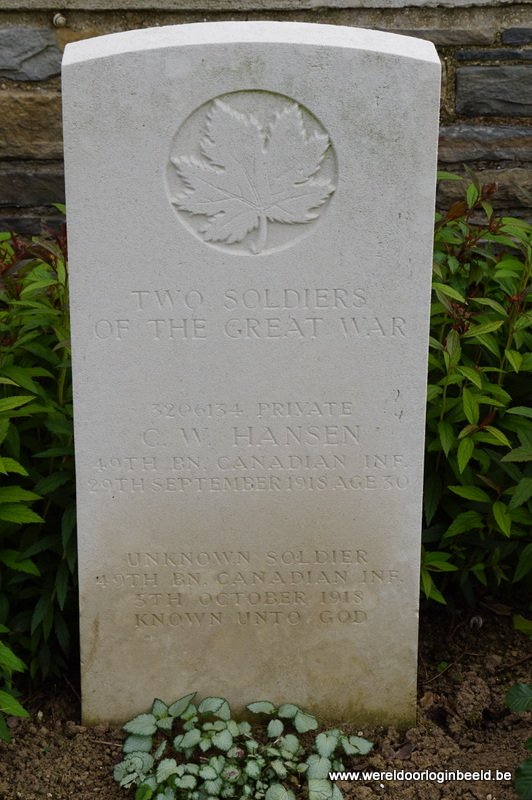 TWO SOLDIERS
OF THE GREAT WAR
3206134 PRIVATE
C. W. HANSEN
49TH BN. CANADIAN INF.
29TH SEPTEMBER 1918 AGE 30
UNKNOWN SOLDIER
49TH BN. CANADIAN INF.
5TH OCTOBER 1918
KNOWN UNTO GOD
www.wereldoorloginbeeld.be